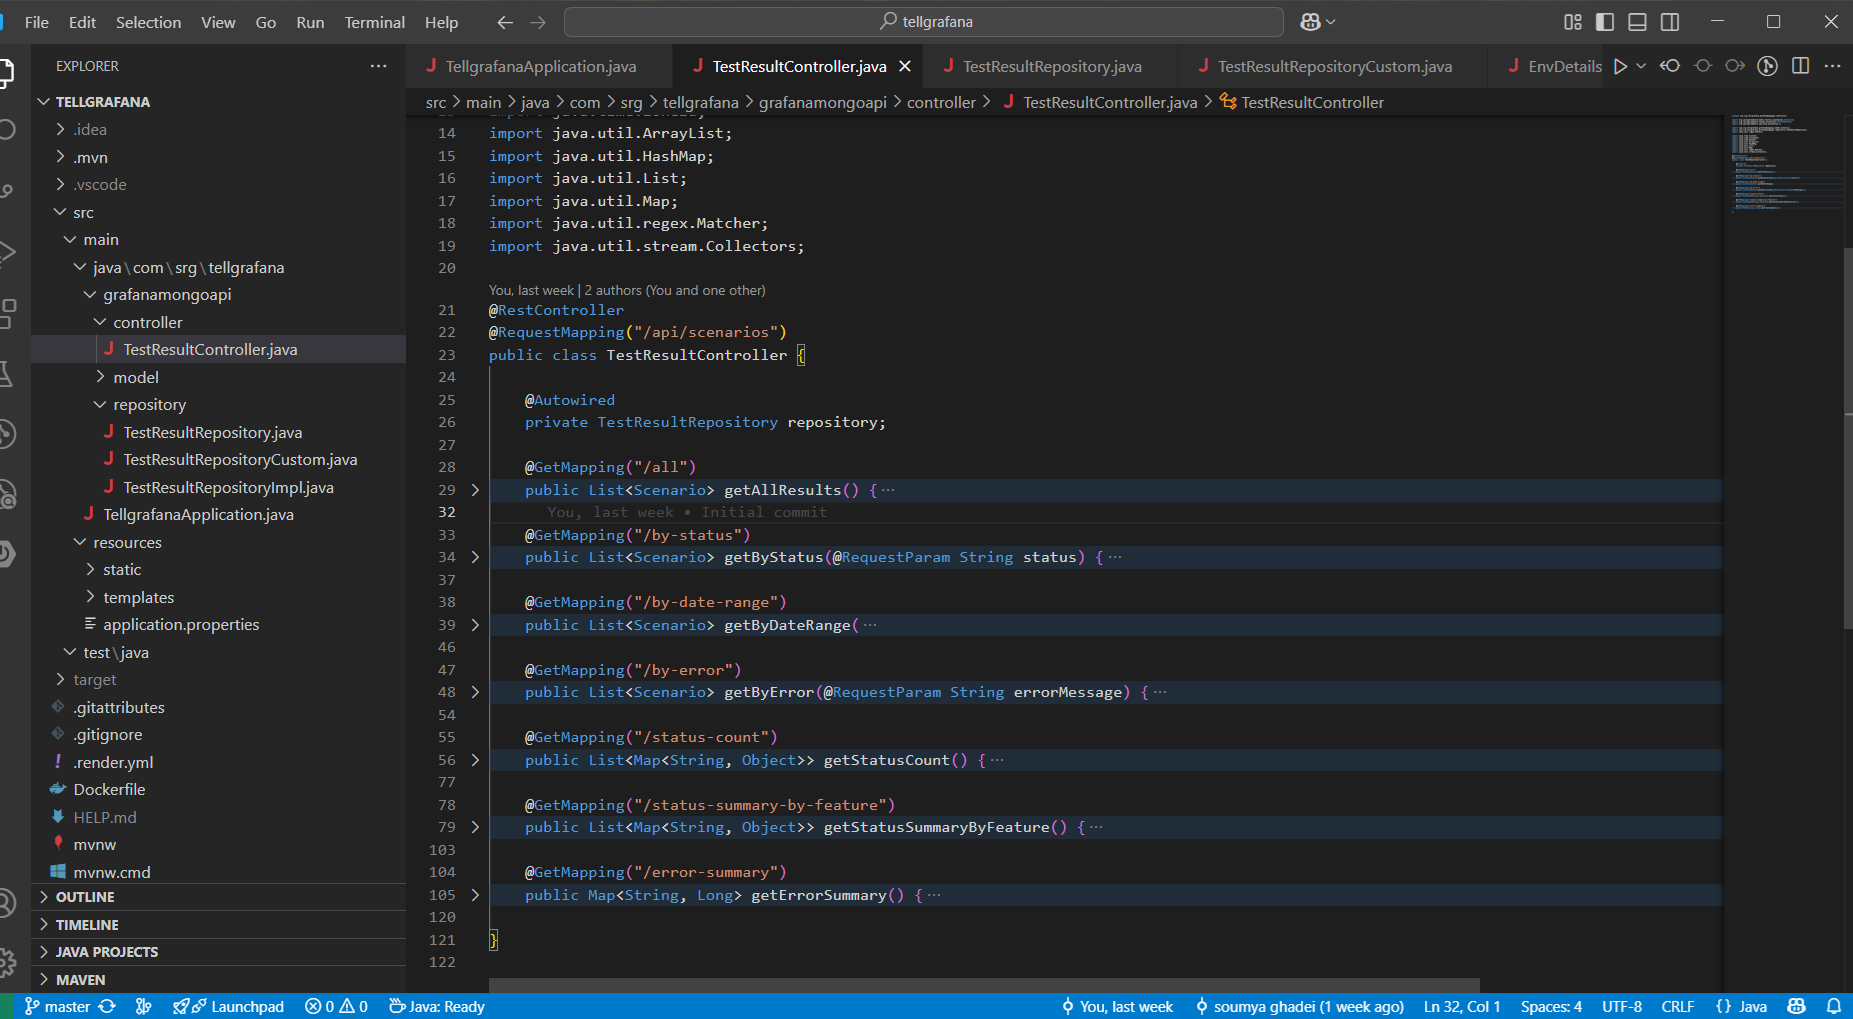 File Edit Selection View Go Run Terminal Help
tellgrafana
EXPLORER
TELLGRAFANA
.idea
.mvn
.vscode
src
main
java\com\srg\tellgrafana
grafanamongoapi
controller
TestResultController.java
model
repository
TestResultRepository.java
TestResultRepositoryCustom.java
TestResultRepositoryImpl.java
TellgrafanaApplication.java
resources
static
templates
application.properties
test\java
target
.gitattributes
.gitignore
.render.yml
Dockerfile
HELP.md
mvnw
mvnw.cmd
OUTLINE
TIMELINE
JAVA PROJECTS
MAVEN
TellgrafanaApplication.java TestResultController.java TestResultRepository.java TestResultRepositoryCustom.java EnvDetails
src > main > java > com > srg > tellgrafana > grafanamongoapi > controller > TestResultController.java > TestResultController
14 import java.util.ArrayList;
15 import java.util.HashMap;
16 import java.util.List;
17 import java.util.Map;
18 import java.util.regex.Matcher;
19 import java.util.stream.Collectors;
20
You, last week | 2 authors (You and one other)
21 @RestController
22 @RequestMapping("/api/scenarios")
23 public class TestResultController {
24
25 @Autowired
26 private TestResultRepository repository;
27
28 @GetMapping("/all")
29 public List<Scenario> getAllResults() { ...
32 You, last week • Initial commit
33 @GetMapping("/by-status")
34 public List<Scenario> getByStatus(@RequestParam String status) { ...
37
38 @GetMapping("/by-date-range")
39 public List<Scenario> getByDateRange( ...
46
47 @GetMapping("/by-error")
48 public List<Scenario> getByError(@RequestParam String errorMessage) { ...
54
55 @GetMapping("/status-count")
56 public List<Map<String, Object>> getStatusCount() { ...
77
78 @GetMapping("/status-summary-by-feature")
79 public List<Map<String, Object>> getStatusSummaryByFeature() { ...
103
104 @GetMapping("/error-summary")
105 public Map<String, Long> getErrorSummary() { ...
120
121 }
122
master Launchpad 0 0 Java: Ready You, last week soumya ghadei (1 week ago) Ln 32, Col 1 Spaces: 4 UTF-8 CRLF {} Java